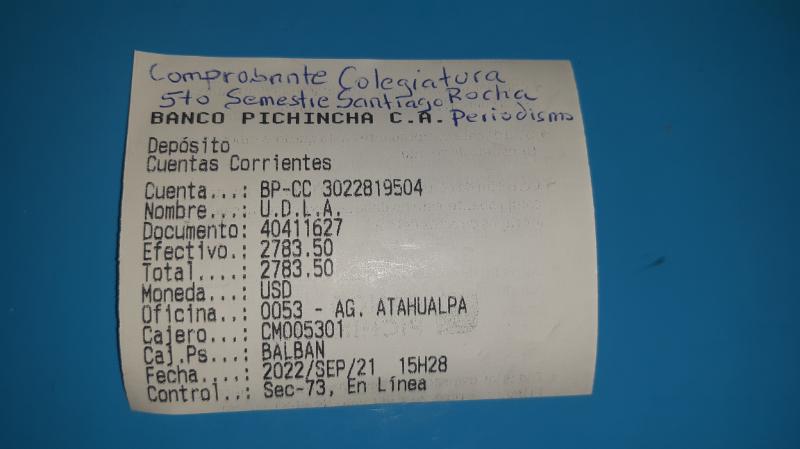 Comprobante Colegiatura
5to Semestre Santiago Rocha
BANCO PICHINCHA C.A. Periodismo
Depósito
Cuentas Corrientes
Cuenta...: BP-CC 3022819504
Nombre...: U.D.L.A.
Documento: 40411627
Efectivo.: 2783.50
Total....: 2783.50
Moneda...: USD
Oficina..: 0053 - AG. ATAHUALPA
Cajero...: CM005301
Caj.Ps...: BALBAN
Fecha....: 2022/SEP/21 15H28
Control..: Sec-73, En Línea